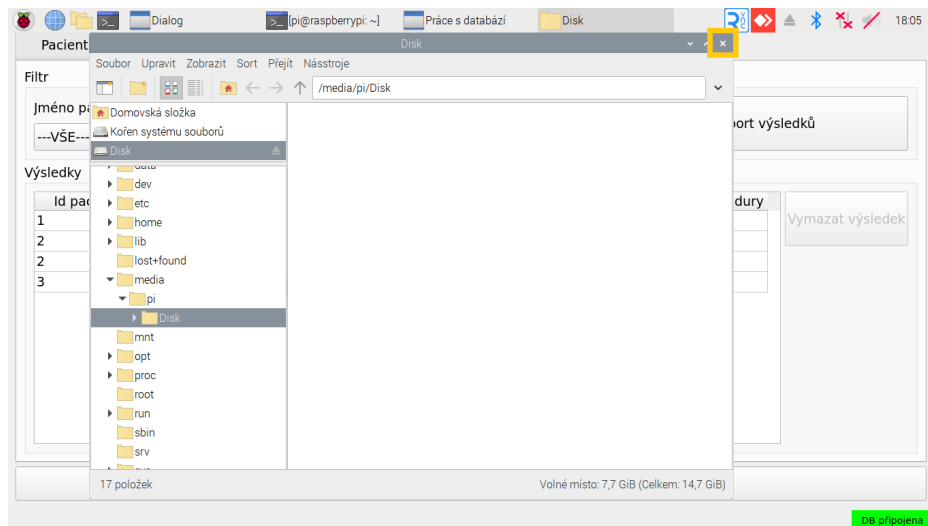 Dialog [pi@raspberrypi: ~] Práce s databází Disk 18:05
Pacient Disk
Soubor Upravit Zobrazit Sort Přejít Násstroje
Filtr
/media/pi/Disk
Jméno pa
Domovská složka
Kořen systému souborů
---VŠE---
ort výsledků
Disk
Výsledky
data
dev
Id pac
etc
dury
1
home
Vymazat výsledek
2
lib
2
lost+found
3
media
pi
Disk
mnt
opt
proc
root
run
sbin
srv
17 položek Volné místo: 7,7 GiB (Celkem: 14,7 GiB)
DB připojena